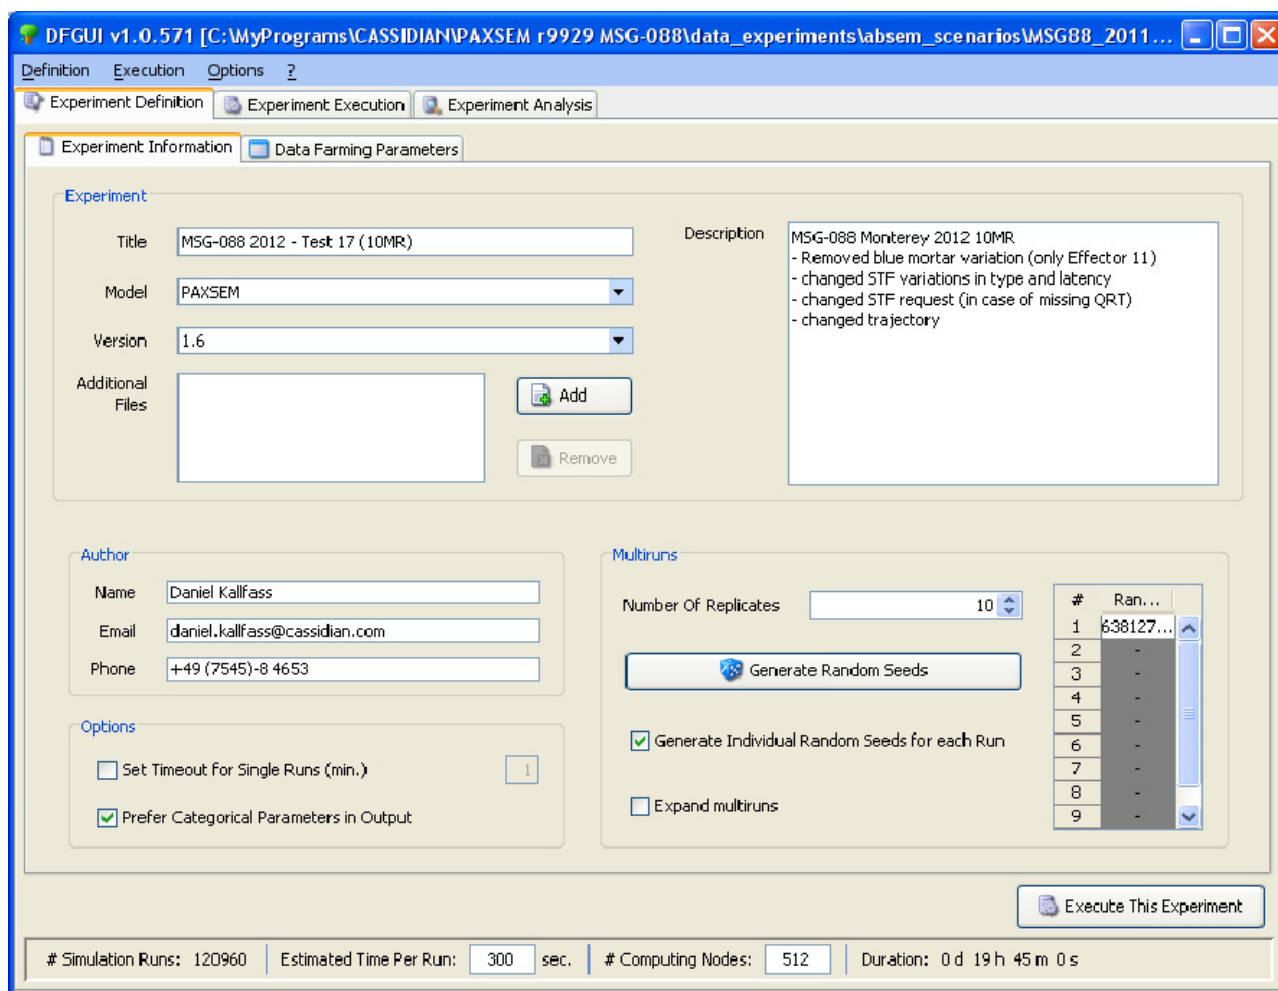 DFGUI v1.0.571 [C:\MyPrograms\CASSIDIAN\PAXSEM r9929 MSG-088\data_experiments\absem_scenarios\MSG88_2011...
Definition Execution Options ?
Experiment Definition Experiment Execution Experiment Analysis
Experiment Information Data Farming Parameters
Experiment
Title MSG-088 2012 - Test 17 (10MR)
Model PAXSEM
Version 1.6
Additional Files
Add
Remove
Description
MSG-088 Monterey 2012 10MR
- Removed blue mortar variation (only Effector 11)
- changed STF variations in type and latency
- changed STF request (in case of missing QRT)
- changed trajectory
Author
Name Daniel Kallfass
Email daniel.kallfass@cassidian.com
Phone +49 (7545)-8 4653
Options
Set Timeout for Single Runs (min.) 1
Prefer Categorical Parameters in Output
Multiruns
Number Of Replicates 10
Generate Random Seeds
Generate Individual Random Seeds for each Run
Expand multiruns
# Ran...
1 638127...
2 -
3 -
4 -
5 -
6 -
7 -
8 -
9 -
Execute This Experiment
# Simulation Runs: 120960 Estimated Time Per Run: 300 sec. # Computing Nodes: 512 Duration: 0 d 19 h 45 m 0 s